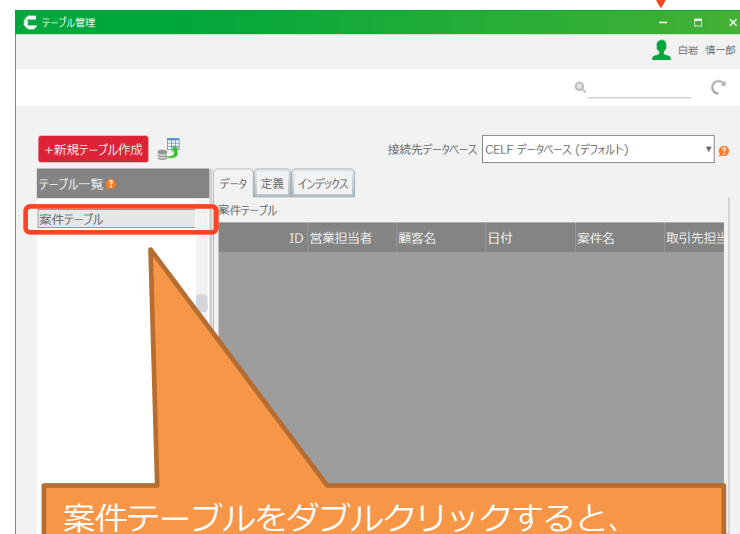 テーブル管理
白岩 慎一郎
+新規テーブル作成
接続先データベース CELF データベース (デフォルト)
テーブル一覧
データ 定義 インデックス
案件テーブル
案件テーブル
ID 営業担当者 顧客名 日付 案件名 取引先担当
案件テーブルをダブルクリックすると、